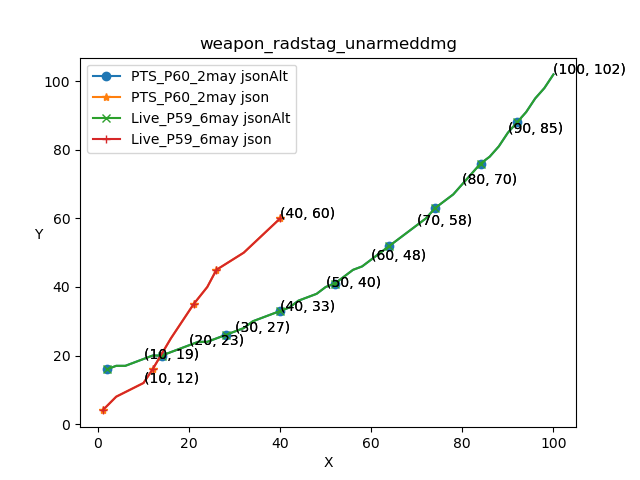 weapon_radstag_unarmeddmg
PTS_P60_2may jsonAlt
PTS_P60_2may json
Live_P59_6may jsonAlt
Live_P59_6may json
(100, 102)
(90, 85)
(80, 70)
(40, 60)
(70, 58)
(60, 48)
(50, 40)
(40, 33)
(30, 27)
(20, 23)
(10, 19)
(10, 12)
100
80
60
40
20
0
Y
0 20 40 60 80 100
X